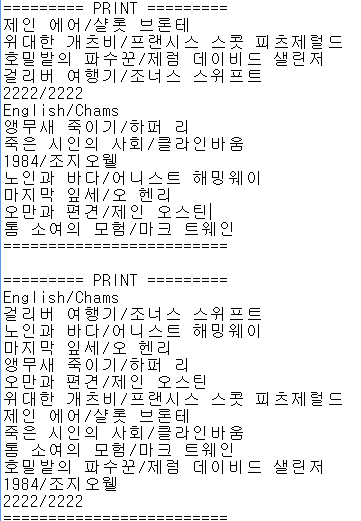 ========= PRINT =========
제인 에어/샬롯 브론테
위대한 개츠비/프랜시스 스콧 피츠제럴드
호밀밭의 파수꾼/제럼 데이비드 샐린저
걸리버 여행기/조너스 스위프트
2222/2222
English/Chams
앵무새 죽이기/하퍼 리
죽은 시인의 사회/클라인바움
1984/조지오웰
노인과 바다/어니스트 해밍웨이
마지막 잎세/오 헨리
오만과 편견/제인 오스틴
톰 소여의 모험/마크 트웨인
=========================
========= PRINT =========
English/Chams
걸리버 여행기/조너스 스위프트
노인과 바다/어니스트 해밍웨이
마지막 잎세/오 헨리
앵무새 죽이기/하퍼 리
오만과 편견/제인 오스틴
위대한 개츠비/프랜시스 스콧 피츠제럴드
제인 에어/샬롯 브론테
죽은 시인의 사회/클라인바움
톰 소여의 모험/마크 트웨인
호밀밭의 파수꾼/제럼 데이비드 샐린저
1984/조지오웰
2222/2222
=========================